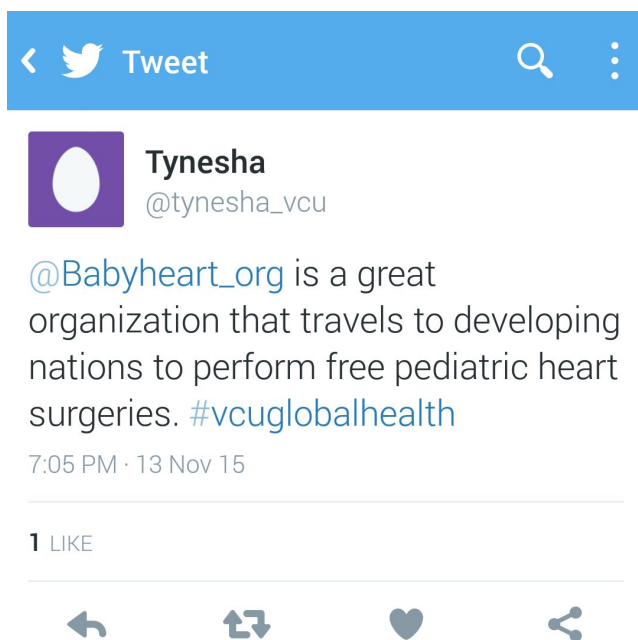 Tweet
Tynesha
@tynesha_vcu
@Babyheart_org is a great
organization that travels to developing
nations to perform free pediatric heart
surgeries. #vcuglobalhealth
7:05 PM · 13 Nov 15
1 LIKE